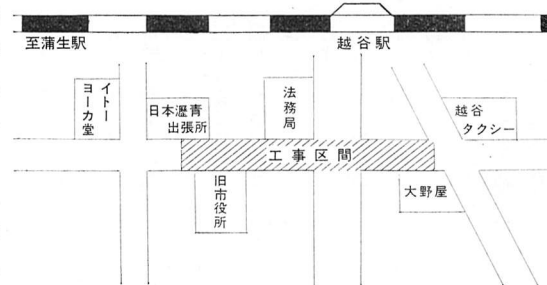 至蒲生駅
越谷駅
イトー
ヨーカ堂
日本瀝青
出張所
法務局
越谷
タクシー
工事区間
旧市役所
大野屋